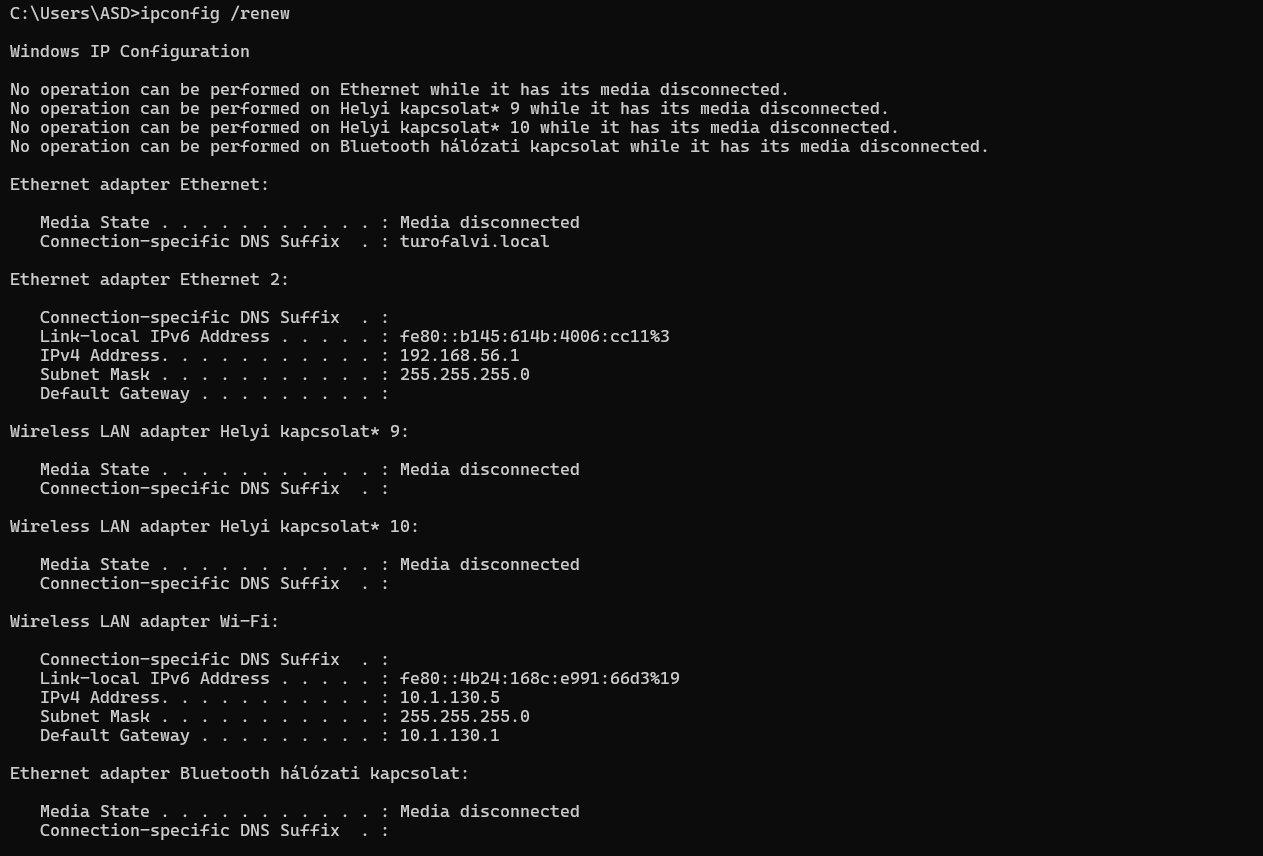 C:\Users\ASD>ipconfig /renew
Windows IP Configuration
No operation can be performed on Ethernet while it has its media disconnected.
No operation can be performed on Helyi kapcsolat* 9 while it has its media disconnected.
No operation can be performed on Helyi kapcsolat* 10 while it has its media disconnected.
No operation can be performed on Bluetooth hálózati kapcsolat while it has its media disconnected.
Ethernet adapter Ethernet:
   Media State . . . . . . . . . . . : Media disconnected
   Connection-specific DNS Suffix  . : turofalvi.local
Ethernet adapter Ethernet 2:
   Connection-specific DNS Suffix  . :
   Link-local IPv6 Address . . . . . : fe80::b145:614b:4006:cc11%3
   IPv4 Address. . . . . . . . . . . : 192.168.56.1
   Subnet Mask . . . . . . . . . . . : 255.255.255.0
   Default Gateway . . . . . . . . . :
Wireless LAN adapter Helyi kapcsolat* 9:
   Media State . . . . . . . . . . . : Media disconnected
   Connection-specific DNS Suffix  . :
Wireless LAN adapter Helyi kapcsolat* 10:
   Media State . . . . . . . . . . . : Media disconnected
   Connection-specific DNS Suffix  . :
Wireless LAN adapter Wi-Fi:
   Connection-specific DNS Suffix  . :
   Link-local IPv6 Address . . . . . : fe80::4b24:168c:e991:66d3%19
   IPv4 Address. . . . . . . . . . . : 10.1.130.5
   Subnet Mask . . . . . . . . . . . : 255.255.255.0
   Default Gateway . . . . . . . . . : 10.1.130.1
Ethernet adapter Bluetooth hálózati kapcsolat:
   Media State . . . . . . . . . . . : Media disconnected
   Connection-specific DNS Suffix  . :